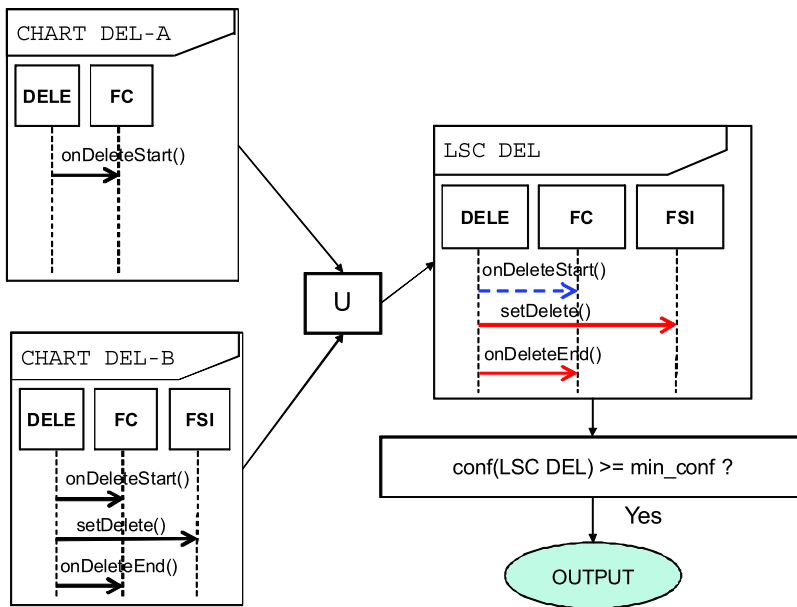 CHART DEL-A
DELE FC
onDeleteStart()
CHART DEL-B
DELE FC FSI
onDeleteStart()
setDelete()
onDeleteEnd()
U
LSC DEL
DELE FC FSI
onDeleteStart()
setDelete()
onDeleteEnd()
conf(LSC DEL) >= min_conf ?
Yes
OUTPUT